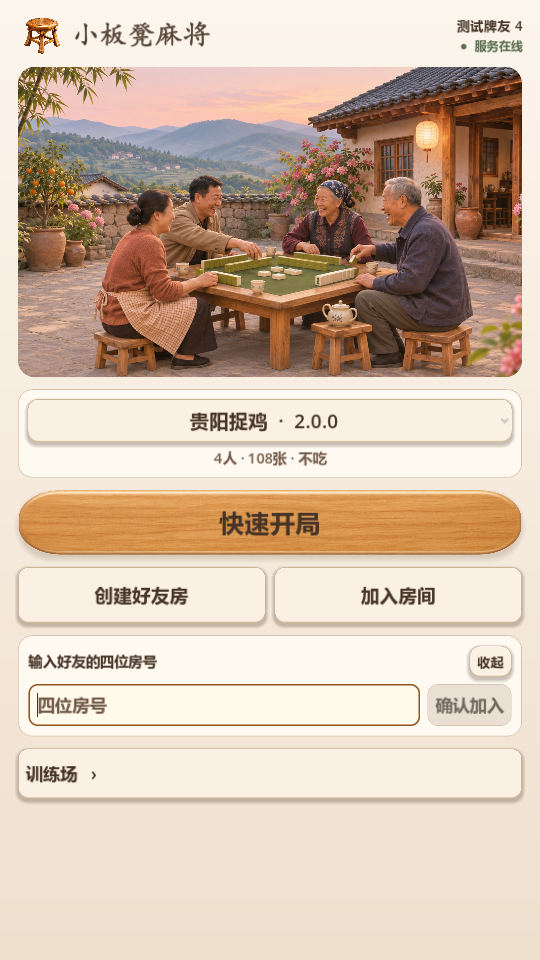 小板凳麻将
测试牌友 4
● 服务在线
贵阳捉鸡 · 2.0.0
4人 · 108张 · 不吃
快速开局
创建好友房
加入房间
输入好友的四位房号
收起
四位房号
确认加入
训练场 ›